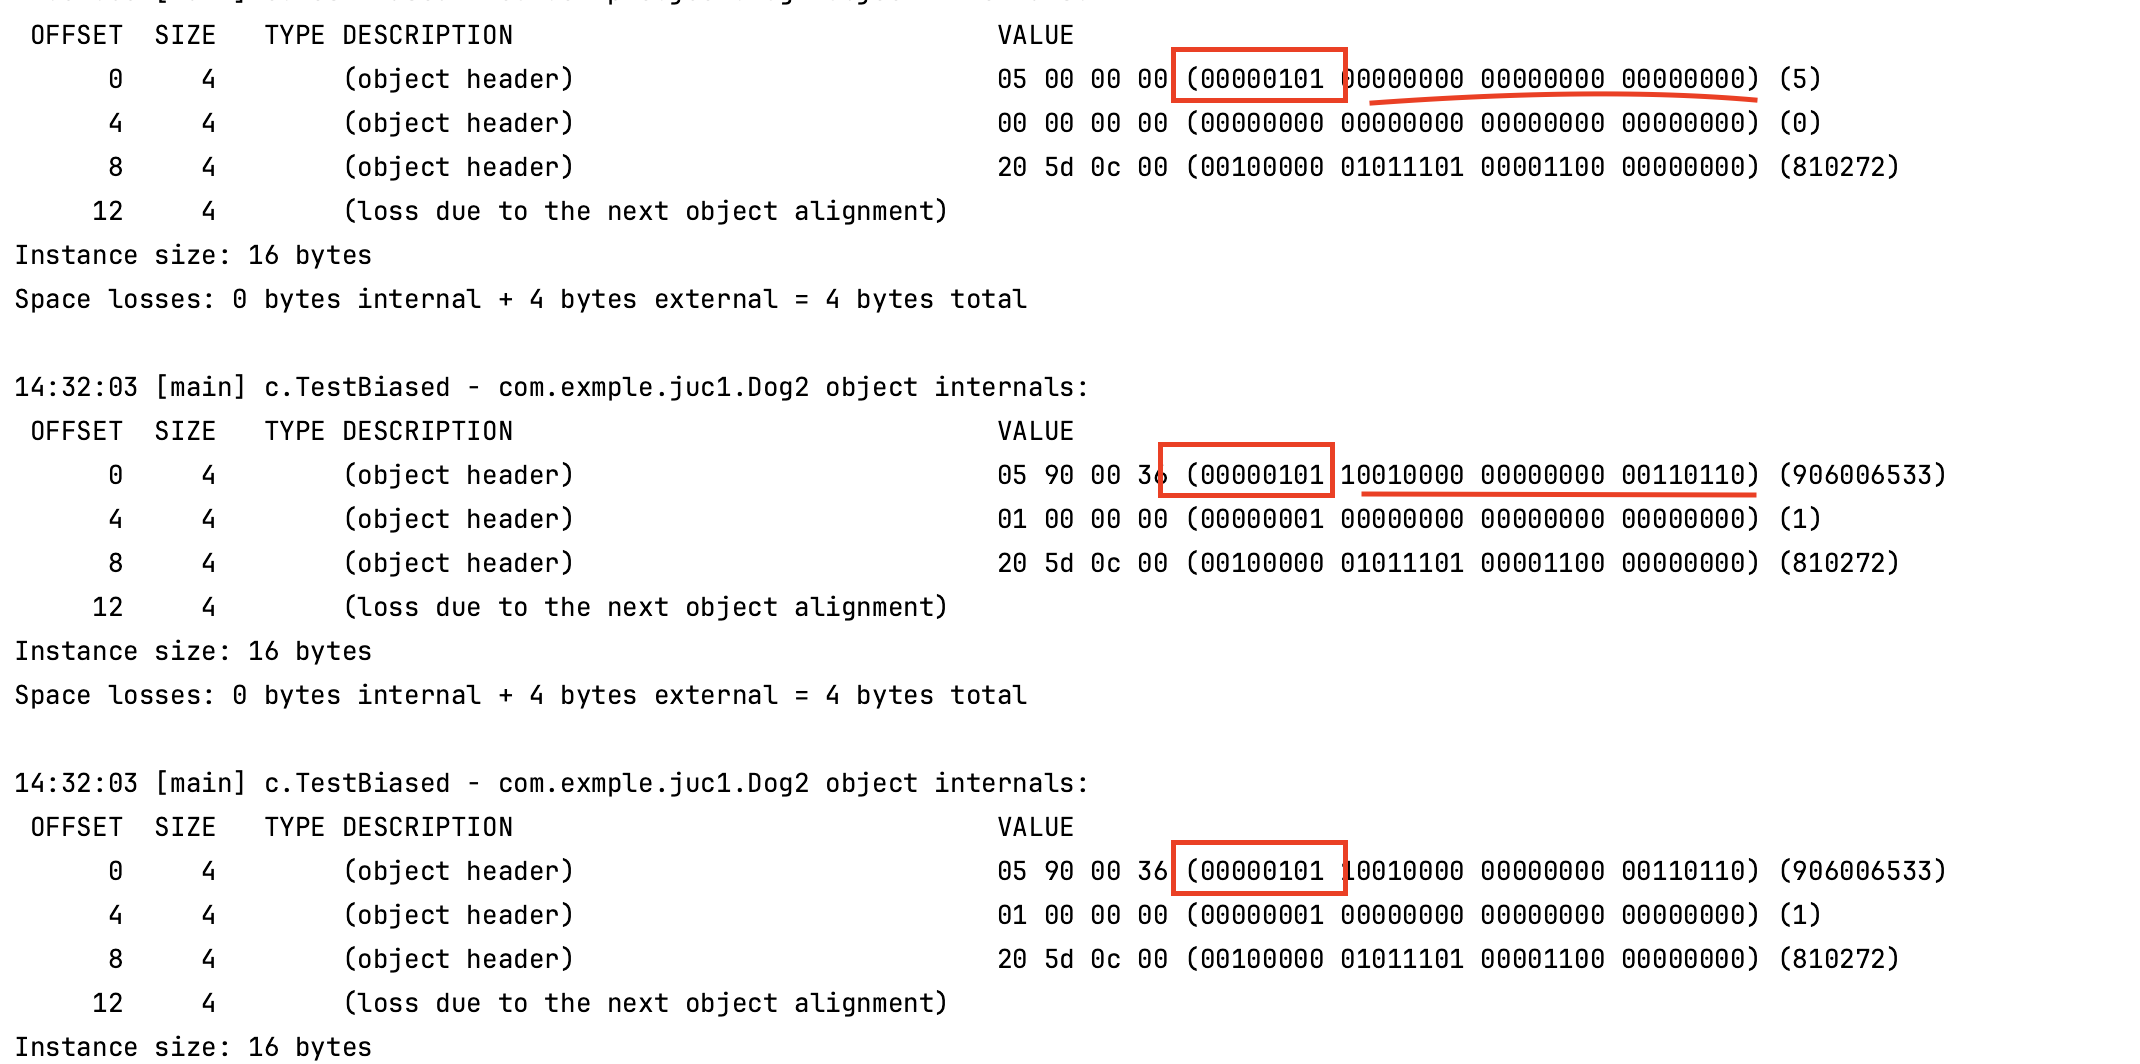 OFFSET  SIZE   TYPE DESCRIPTION                               VALUE
0     4        (object header)                           05 00 00 00 (00000101 00000000 00000000 00000000) (5)
4     4        (object header)                           00 00 00 00 (00000000 00000000 00000000 00000000) (0)
8     4        (object header)                           20 5d 0c 00 (00100000 01011101 00001100 00000000) (810272)
12     4        (loss due to the next object alignment)
Instance size: 16 bytes
Space losses: 0 bytes internal + 4 bytes external = 4 bytes total
14:32:03 [main] c.TestBiased - com.exmple.juc1.Dog2 object internals:
OFFSET  SIZE   TYPE DESCRIPTION                               VALUE
0     4        (object header)                           05 90 00 36 (00000101 10010000 00000000 00110110) (906006533)
4     4        (object header)                           01 00 00 00 (00000001 00000000 00000000 00000000) (1)
8     4        (object header)                           20 5d 0c 00 (00100000 01011101 00001100 00000000) (810272)
12     4        (loss due to the next object alignment)
Instance size: 16 bytes
Space losses: 0 bytes internal + 4 bytes external = 4 bytes total
14:32:03 [main] c.TestBiased - com.exmple.juc1.Dog2 object internals:
OFFSET  SIZE   TYPE DESCRIPTION                               VALUE
0     4        (object header)                           05 90 00 36 (00000101 10010000 00000000 00110110) (906006533)
4     4        (object header)                           01 00 00 00 (00000001 00000000 00000000 00000000) (1)
8     4        (object header)                           20 5d 0c 00 (00100000 01011101 00001100 00000000) (810272)
12     4        (loss due to the next object alignment)
Instance size: 16 bytes